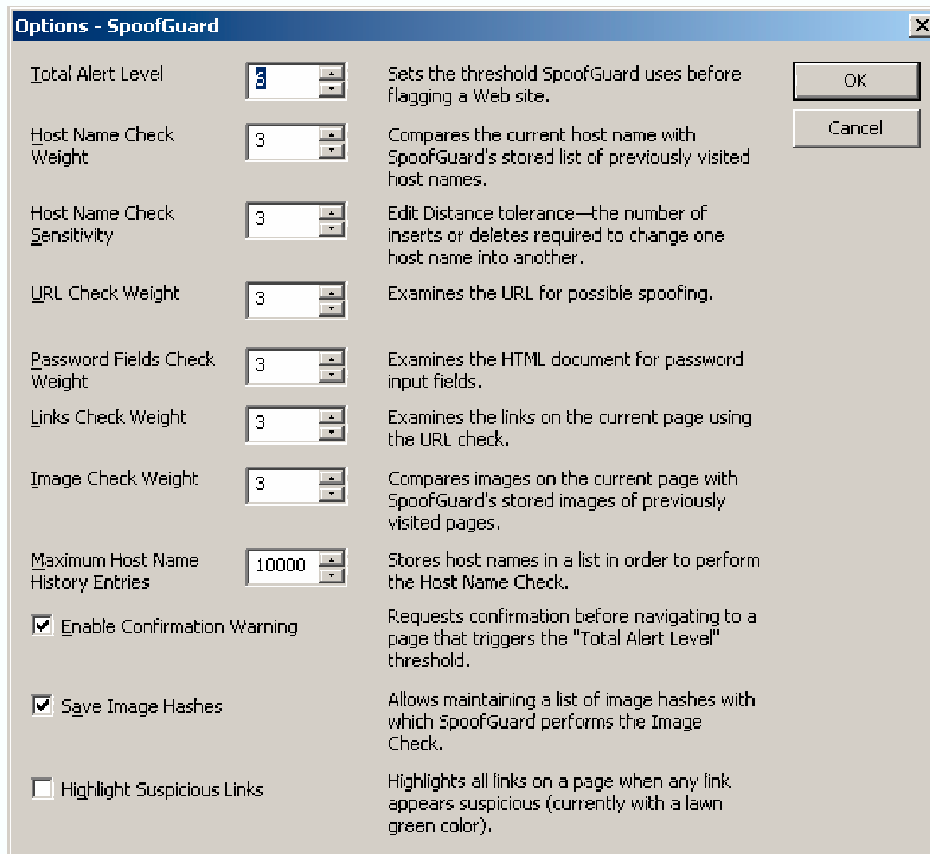 Options - SpoofGuard
Total Alert Level
6
Sets the threshold SpoofGuard uses before
flagging a Web site.
OK
Cancel
Host Name Check
Weight
3
Compares the current host name with
SpoofGuard's stored list of previously visited
host names.
Host Name Check
Sensitivity
3
Edit Distance tolerance—the number of
inserts or deletes required to change one
host name into another.
URL Check Weight
3
Examines the URL for possible spoofing.
Password Fields Check
Weight
3
Examines the HTML document for password
input fields.
Links Check Weight
3
Examines the links on the current page using
the URL check.
Image Check Weight
3
Compares images on the current page with
SpoofGuard's stored images of previously
visited pages.
Maximum Host Name
History Entries
10000
Stores host names in a list in order to perform
the Host Name Check.
Enable Confirmation Warning
Requests confirmation before navigating to a
page that triggers the "Total Alert Level"
threshold.
Save Image Hashes
Allows maintaining a list of image hashes with
which SpoofGuard performs the Image
Check.
Highlight Suspicious Links
Highlights all links on a page when any link
appears suspicious (currently with a lawn
green color).